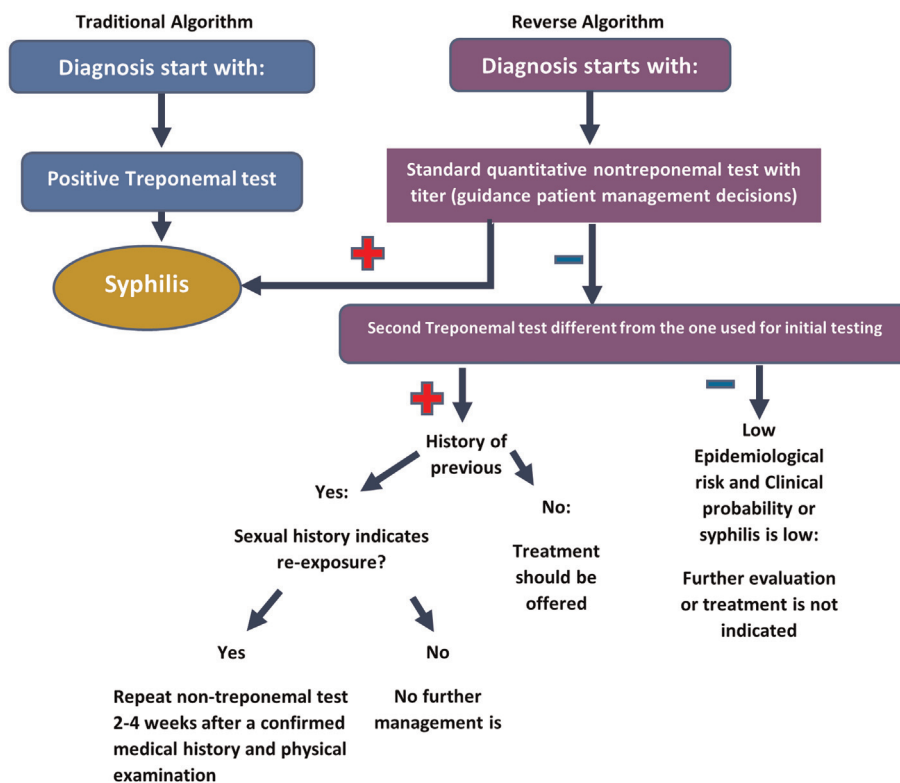 Traditional Algorithm
Reverse Algorithm
Diagnosis start with:
Diagnosis starts with:
Positive Treponemal test
Standard quantitative nontreponemal test with
titer (guidance patient management decisions)
Syphilis
Second Treponemal test different from the one used for initial testing
History of
previous
Low
Epidemiological
risk and Clinical
probability or
syphilis is low:
Further evaluation
or treatment is not
indicated
Yes:
Sexual history indicates
re-exposure?
No:
Treatment
should be
offered
Yes
Repeat non-treponemal test
2-4 weeks after a confirmed
medical history and physical
examination
No
No further
management is